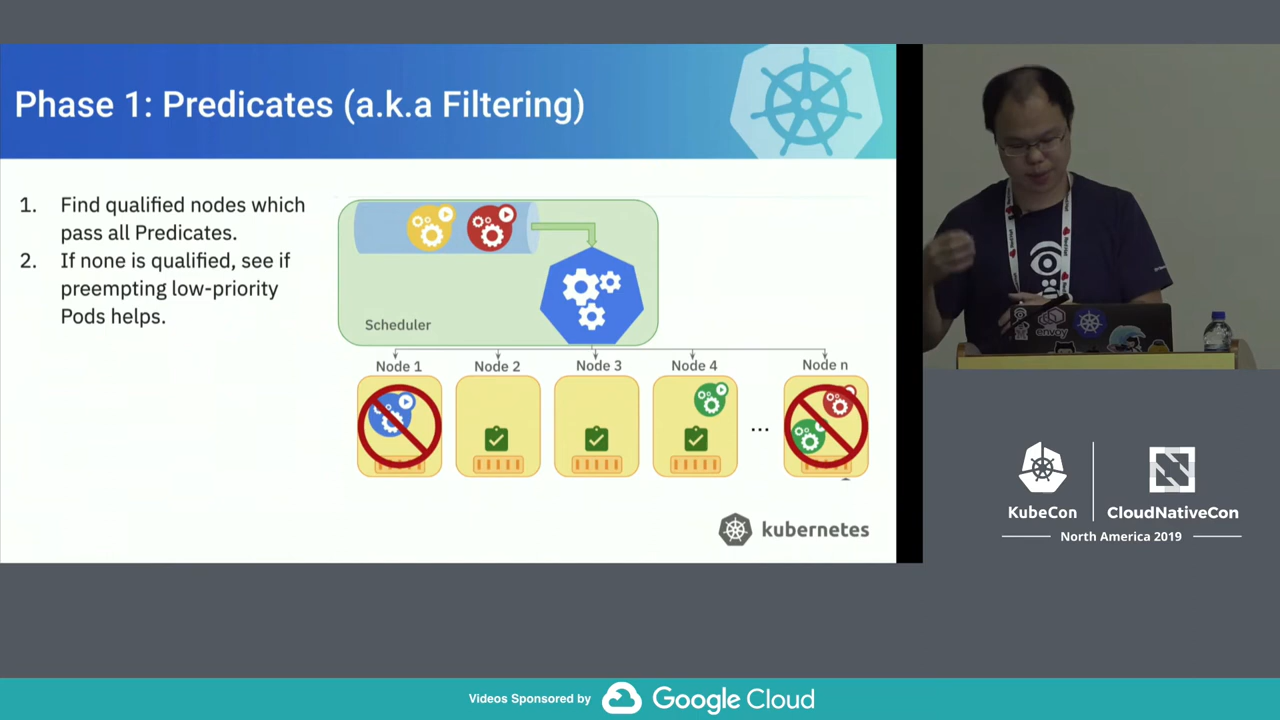 Phase 1: Predicates (a.k.a Filtering)
1. Find qualified nodes which
pass all Predicates.
2. If none is qualified, see if
preempting low-priority
Pods helps.
Scheduler
Node 1
Node 2
Node 3
Node 4
Node n
...
kubernetes
envoy
KubeCon
CloudNativeCon
North America 2019
Videos Sponsored by
Google Cloud